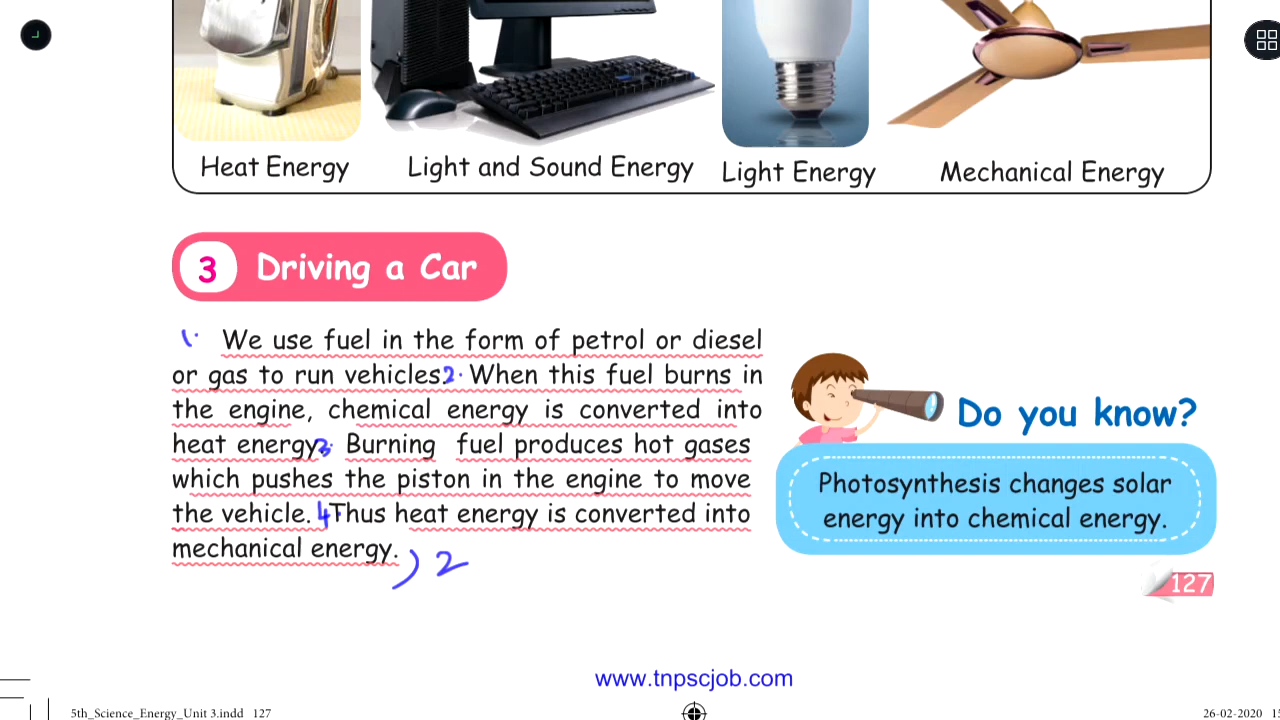 Heat Energy
Light and Sound Energy
Light Energy
Mechanical Energy
3 Driving a Car
1. We use fuel in the form of petrol or diesel
or gas to run vehicles. 2. When this fuel burns in
the engine, chemical energy is converted into
heat energy. 3. Burning fuel produces hot gases
which pushes the piston in the engine to move
the vehicle. 4. Thus heat energy is converted into
mechanical energy. ) 2
Do you know?
Photosynthesis changes solar
energy into chemical energy.
127
www.tnpscjob.com
5th_Science_Energy_Unit 3.indd 127
26-02-2020